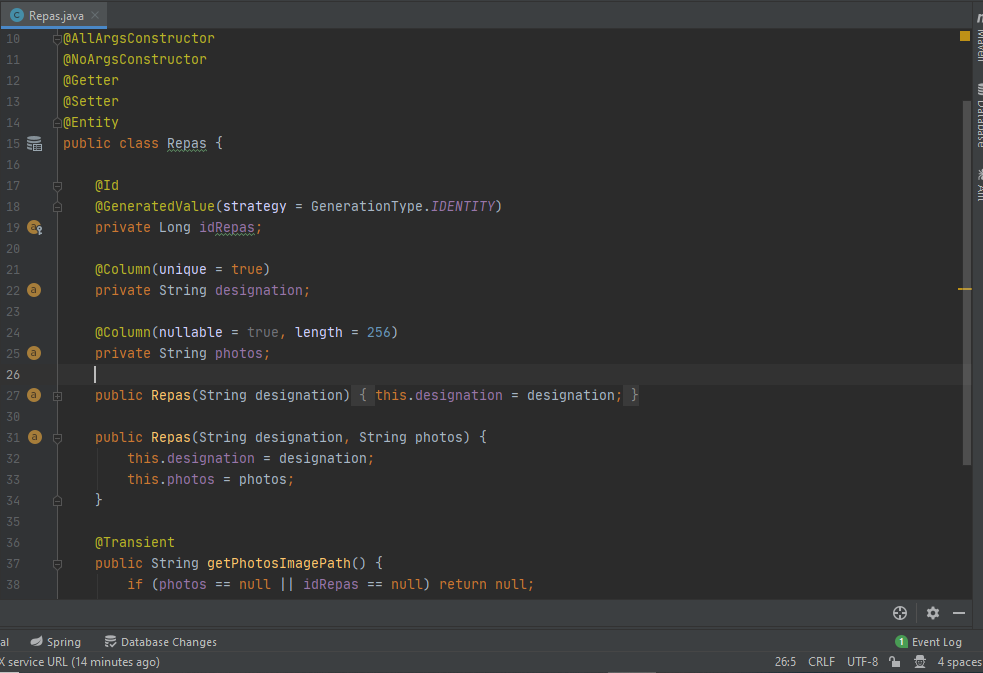 Repas.java
10 @AllArgsConstructor
11 @NoArgsConstructor
12 @Getter
13 @Setter
14 @Entity
15 public class Repas {
16
17 @Id
18 @GeneratedValue(strategy = GenerationType.IDENTITY)
19 private Long idRepas;
20
21 @Column(unique = true)
22 private String designation;
23
24 @Column(nullable = true, length = 256)
25 private String photos;
26
27 public Repas(String designation) { this.designation = designation; }
30
31 public Repas(String designation, String photos) {
32 this.designation = designation;
33 this.photos = photos;
34 }
35
36 @Transient
37 public String getPhotosImagePath() {
38 if (photos == null || idRepas == null) return null;
Maven
Database
Ant
al Spring Database Changes 1 Event Log
X service URL (14 minutes ago) 26:5 CRLF UTF-8 4 spaces